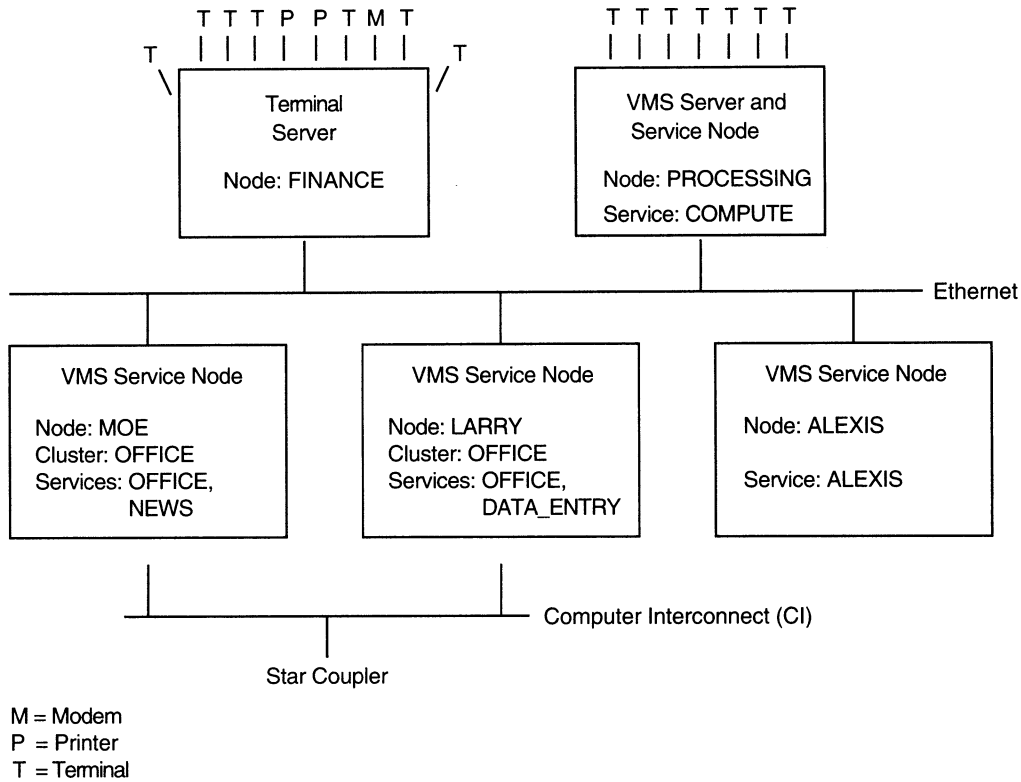 T T T P P T M T
T T T T T T T
T
T
Terminal
Server
Node: FINANCE
VMS Server and
Service Node
Node: PROCESSING
Service: COMPUTE
Ethernet
VMS Service Node
Node: MOE
Cluster: OFFICE
Services: OFFICE,
NEWS
VMS Service Node
Node: LARRY
Cluster: OFFICE
Services: OFFICE,
DATA_ENTRY
VMS Service Node
Node: ALEXIS
Service: ALEXIS
Computer Interconnect (CI)
Star Coupler
M = Modem
P = Printer
T = Terminal